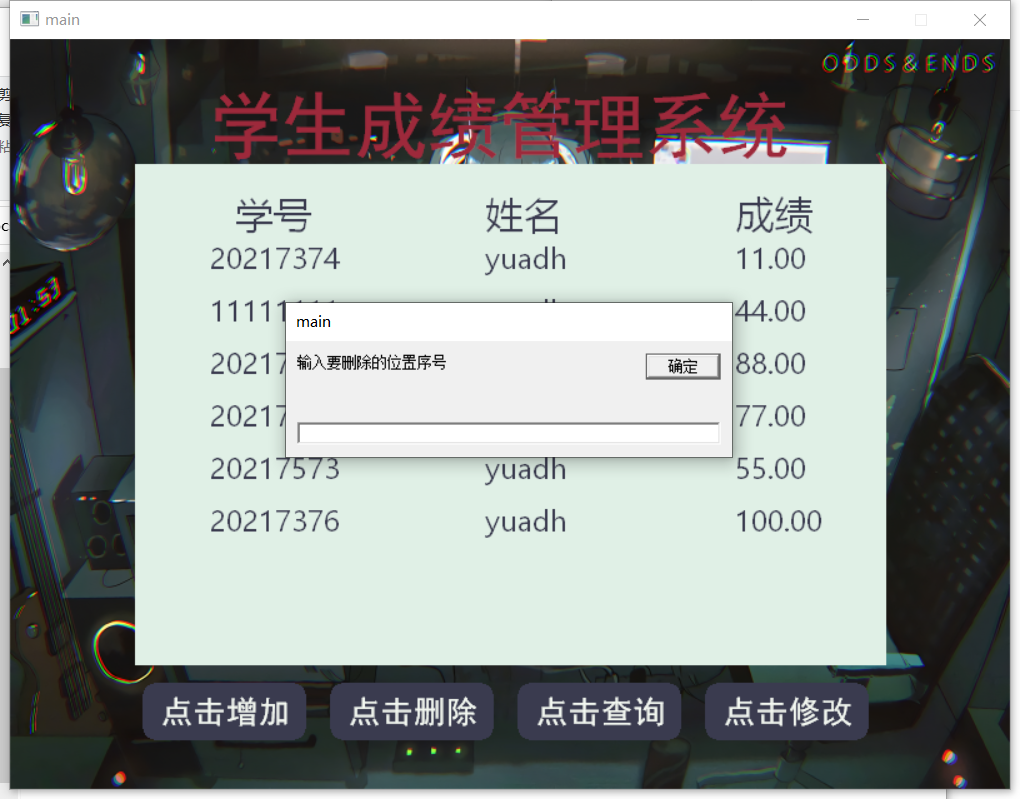 main
ODDS&ENDS
学生成绩管理系统
学号 姓名 成绩
20217374 yuadh 11.00
44.00
88.00
77.00
main
输入要删除的位置序号
确定
20217573 yuadh 55.00
20217376 yuadh 100.00
11:53
点击增加 点击删除 点击查询 点击修改